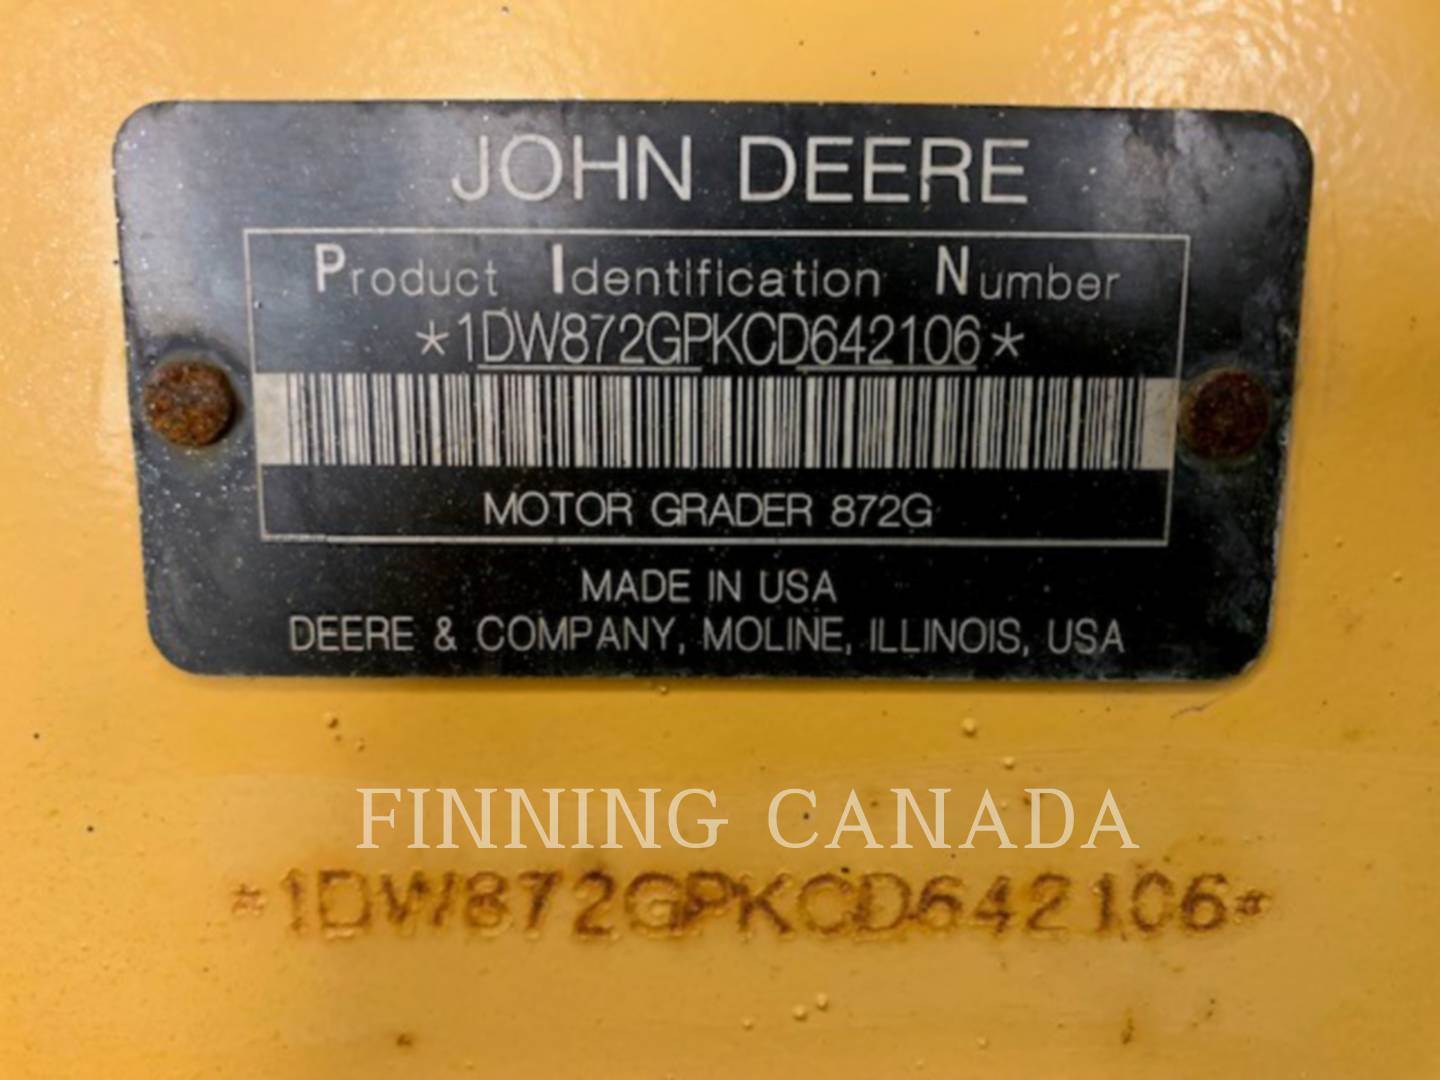 JOHN DEERE
Product Identification Number
*1DW872GPKCD642106*
MOTOR GRADER 872G
MADE IN USA
DEERE & COMPANY, MOLINE, ILLINOIS, USA
FINNING CANADA
*1DW872GPKCD642106*